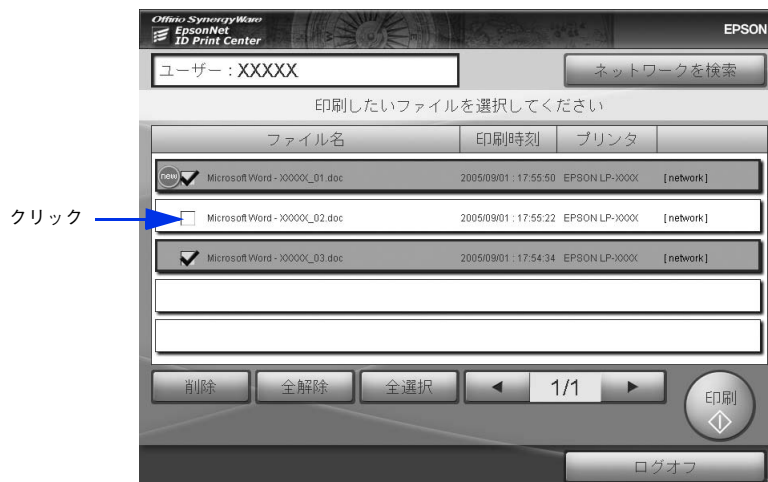 Offirio SynergyWare
EpsonNet
ID Print Center
EPSON
ユーザー：XXXXX
ネットワークを検索
印刷したいファイルを選択してください
ファイル名 印刷時刻 プリンタ
new Microsoft Word - XXXXX_01.doc 2005/09/01 : 17:55:50 EPSON LP-XXXX [network]
クリック
Microsoft Word - XXXXX_02.doc 2005/09/01 : 17:55:22 EPSON LP-XXXX [network]
Microsoft Word - XXXXX_03.doc 2005/09/01 : 17:54:34 EPSON LP-XXXX [network]
削除 全解除 全選択 ◀ 1/1 ▶
印刷
ログオフ